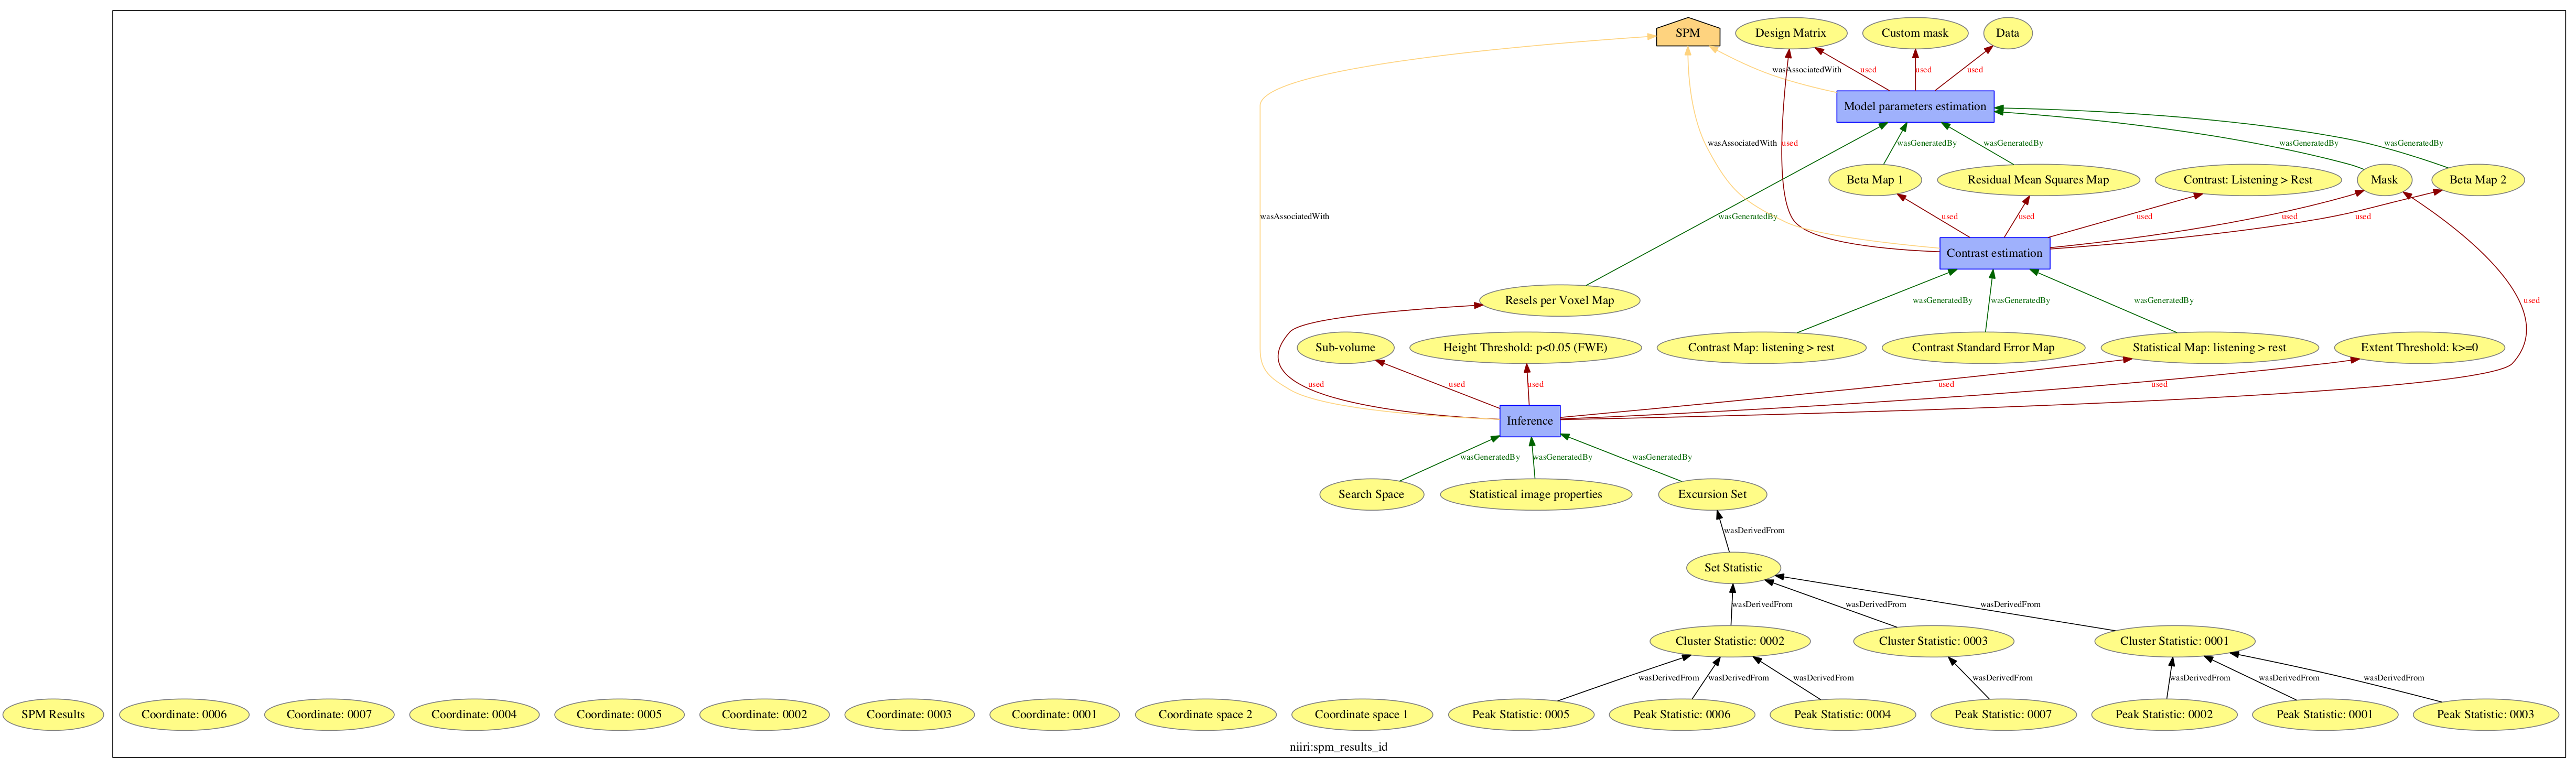 SPM
Design Matrix
Custom mask
Data
wasAssociatedWith
used
used
used
Model parameters estimation
wasAssociatedWith
used
wasGeneratedBy
wasGeneratedBy
wasGeneratedBy
wasGeneratedBy
Beta Map 1
Residual Mean Squares Map
Contrast: Listening > Rest
Mask
Beta Map 2
wasAssociatedWith
wasGeneratedBy
used
used
used
used
used
Contrast estimation
Resels per Voxel Map
wasGeneratedBy
wasGeneratedBy
wasGeneratedBy
used
Sub-volume
Height Threshold: p<0.05 (FWE)
Contrast Map: listening > rest
Contrast Standard Error Map
Statistical Map: listening > rest
Extent Threshold: k>=0
used
used
used
used
used
Inference
wasGeneratedBy
wasGeneratedBy
wasGeneratedBy
Search Space
Statistical image properties
Excursion Set
wasDerivedFrom
Set Statistic
wasDerivedFrom
wasDerivedFrom
wasDerivedFrom
Cluster Statistic: 0002
Cluster Statistic: 0003
Cluster Statistic: 0001
wasDerivedFrom
wasDerivedFrom
wasDerivedFrom
wasDerivedFrom
wasDerivedFrom
wasDerivedFrom
wasDerivedFrom
SPM Results
Coordinate: 0006
Coordinate: 0007
Coordinate: 0004
Coordinate: 0005
Coordinate: 0002
Coordinate: 0003
Coordinate: 0001
Coordinate space 2
Coordinate space 1
Peak Statistic: 0005
Peak Statistic: 0006
Peak Statistic: 0004
Peak Statistic: 0007
Peak Statistic: 0002
Peak Statistic: 0001
Peak Statistic: 0003
niiri:spm_results_id